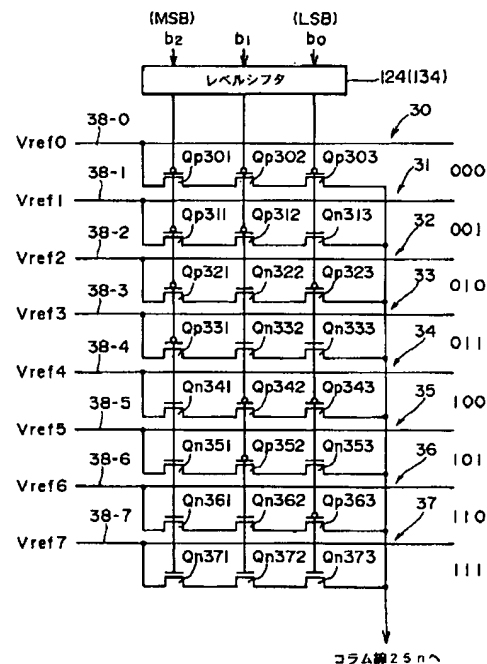 (MSB) (LSB)
b2 b1 b0
レベルシフタ
124(134)
38-0
30
Vref0
Qp301 Qp302 Qp303
31
000
38-1
Vref1
Qp311 Qp312 Qn313
32
001
38-2
Vref2
Qp321 Qn322 Qp323
33
010
38-3
Vref3
Qp331 Qn332 Qn333
34
011
38-4
Vref4
Qn341 Qp342 Qp343
35
100
38-5
Vref5
Qn351 Qp352 Qn353
36
101
38-6
Vref6
Qn361 Qn362 Qp363
37
110
38-7
Vref7
Qn371 Qn372 Qn373
111
コラム線25nへ